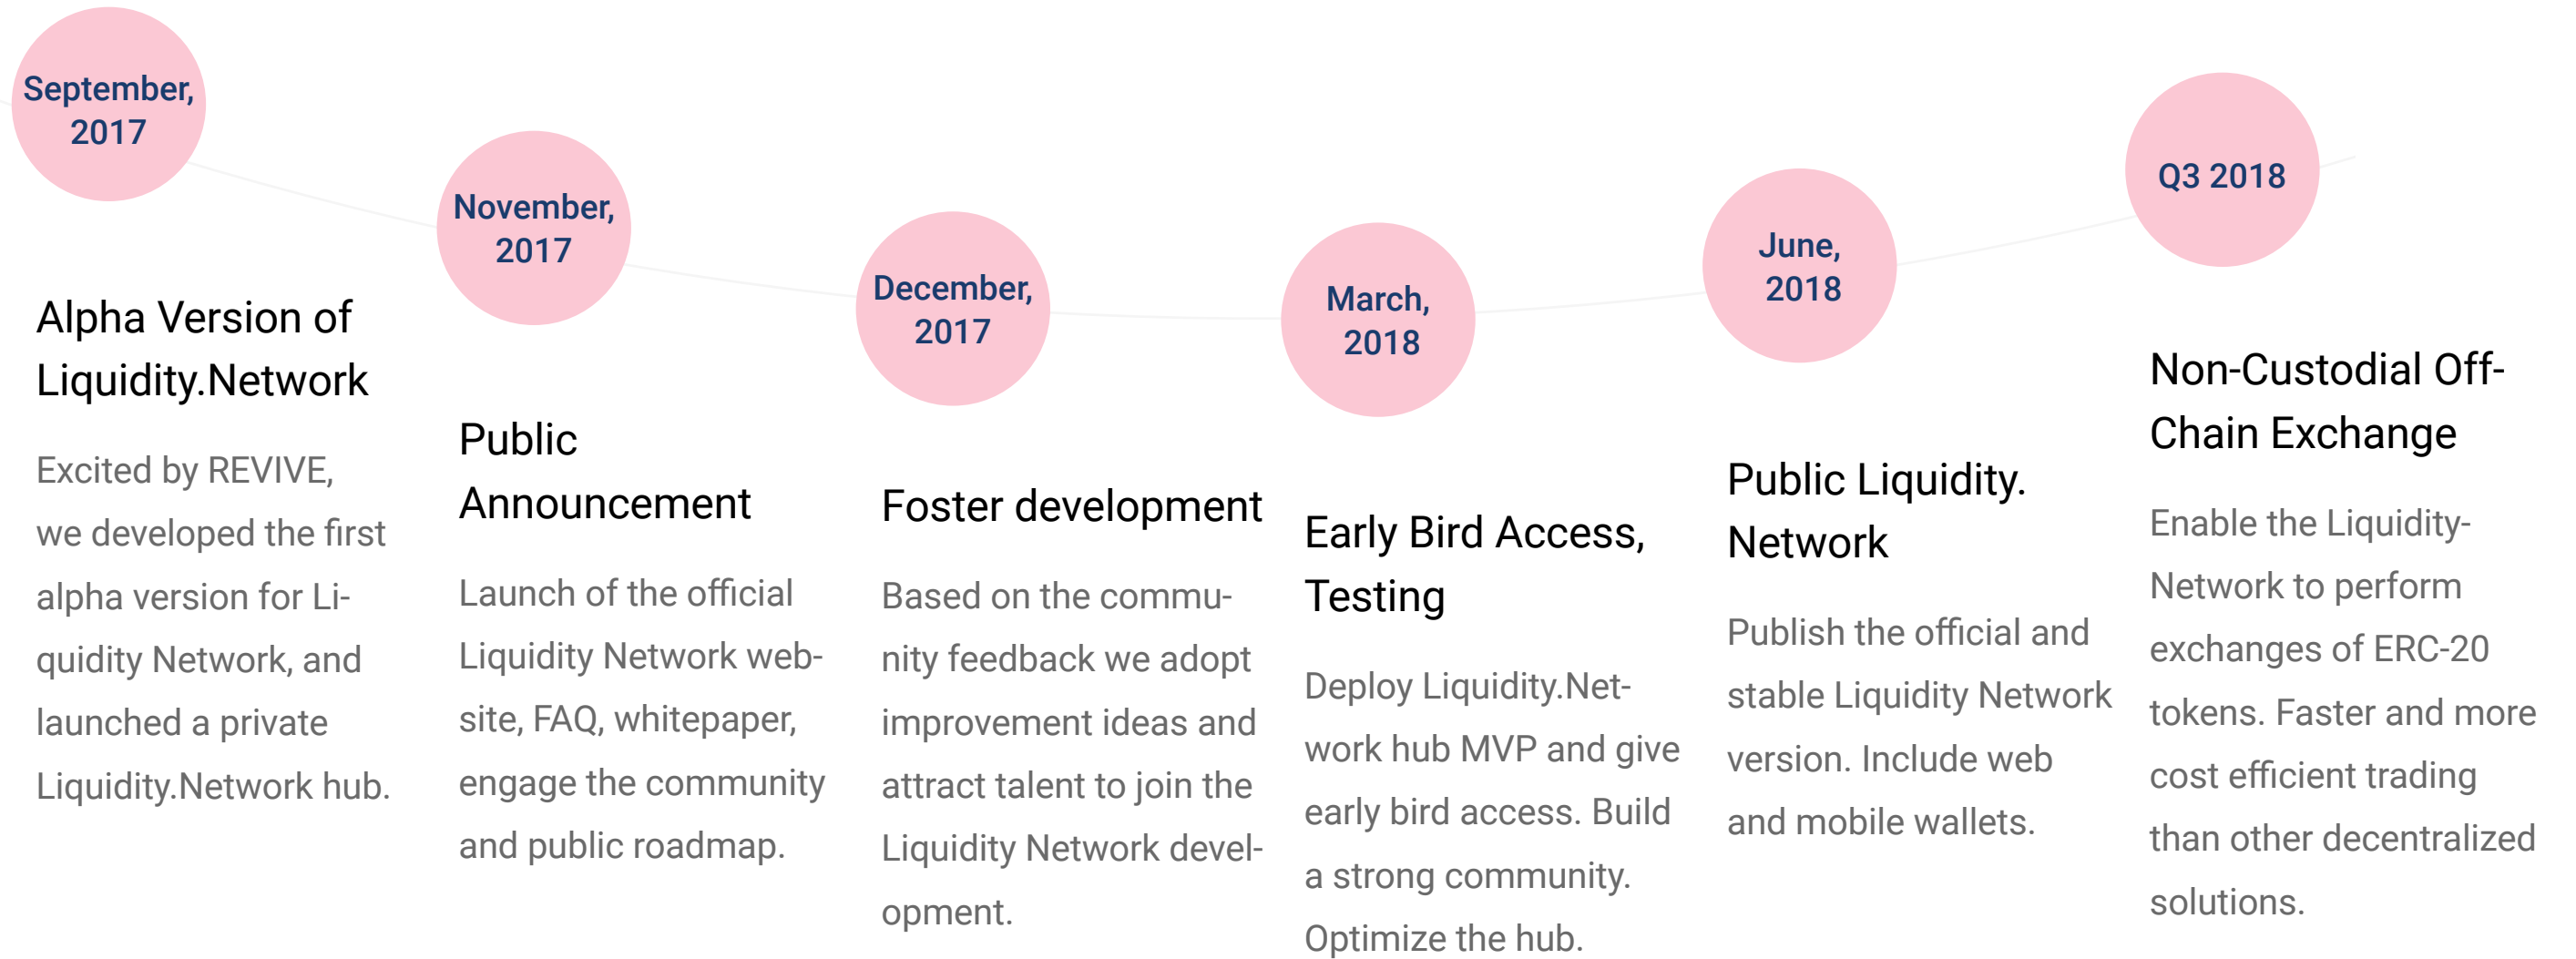 September,
2017
Alpha Version of
Liquidity.Network
Excited by REVIVE,
we developed the first
alpha version for Li-
quidity Network, and
launched a private
Liquidity.Network hub.
November,
2017
Public
Announcement
Launch of the official
Liquidity Network web-
site, FAQ, whitepaper,
engage the community
and public roadmap.
December,
2017
Foster development
Based on the commu-
nity feedback we adopt
improvement ideas and
attract talent to join the
Liquidity Network devel-
opment.
March,
2018
Early Bird Access,
Testing
Deploy Liquidity.Net-
work hub MVP and give
early bird access. Build
a strong community.
Optimize the hub.
June,
2018
Public Liquidity.
Network
Publish the official and
stable Liquidity Network
version. Include web
and mobile wallets.
Q3 2018
Non-Custodial Off-
Chain Exchange
Enable the Liquidity-
Network to perform
exchanges of ERC-20
tokens. Faster and more
cost efficient trading
than other decentralized
solutions.